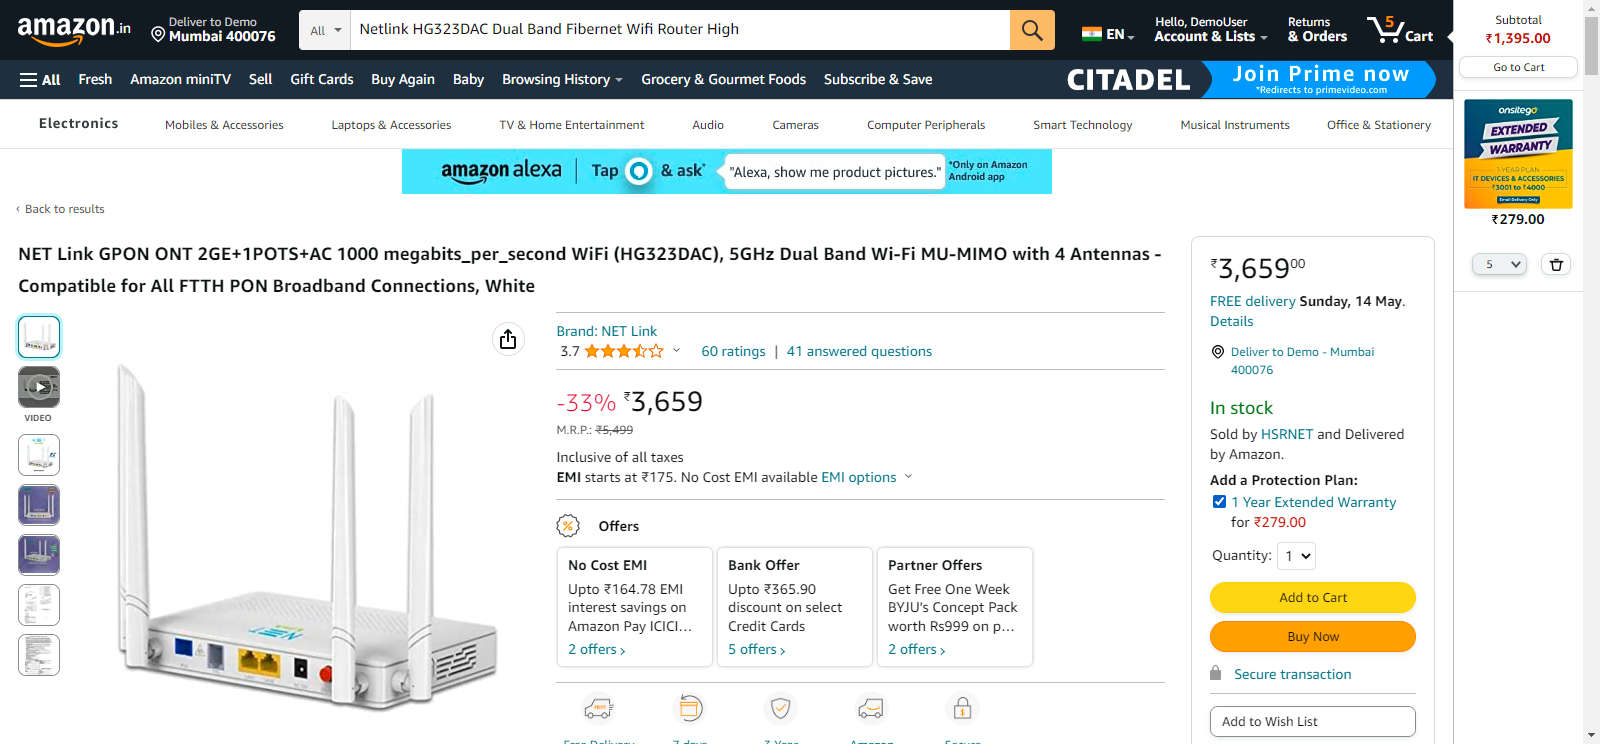 amazon.in
Deliver to Demo
Mumbai 400076
All
Netlink HG323DAC Dual Band Fibernet Wifi Router High
EN
Hello, DemoUser
Account & Lists
Returns
& Orders
5
Cart
Subtotal
₹1,395.00
Go to Cart
All
Fresh
Amazon miniTV
Sell
Gift Cards
Buy Again
Baby
Browsing History
Grocery & Gourmet Foods
Subscribe & Save
CITADEL
Join Prime now
*Redirects to primevideo.com
Electronics
Mobiles & Accessories
Laptops & Accessories
TV & Home Entertainment
Audio
Cameras
Computer Peripherals
Smart Technology
Musical Instruments
Office & Stationery
amazon alexa
Tap
& ask*
"Alexa, show me product pictures."
*Only on Amazon
Android app
onsitego
EXTENDED
WARRANTY
1 YEAR PLAN
IT DEVICES & ACCESSORIES
₹3001 to ₹4000
Email Delivery Only
₹279.00
5
‹ Back to results
NET Link GPON ONT 2GE+1POTS+AC 1000 megabits_per_second WiFi (HG323DAC), 5GHz Dual Band Wi-Fi MU-MIMO with 4 Antennas -
Compatible for All FTTH PON Broadband Connections, White
VIDEO
NET
Brand: NET Link
3.7
60 ratings | 41 answered questions
-33% ₹3,659
M.R.P.: ₹5,499
Inclusive of all taxes
EMI starts at ₹175. No Cost EMI available EMI options
Offers
No Cost EMI
Upto ₹164.78 EMI
interest savings on
Amazon Pay ICICI…
2 offers ›
Bank Offer
Upto ₹365.90
discount on select
Credit Cards
5 offers ›
Partner Offers
Get Free One Week
BYJU's Concept Pack
worth Rs999 on p…
2 offers ›
FREE
Free Delivery
7 days
3 Year
Amazon
Secure
₹3,65900
FREE delivery Sunday, 14 May.
Details
Deliver to Demo - Mumbai
400076
In stock
Sold by HSRNET and Delivered
by Amazon.
Add a Protection Plan:
1 Year Extended Warranty
for ₹279.00
Quantity: 1
Add to Cart
Buy Now
Secure transaction
Add to Wish List